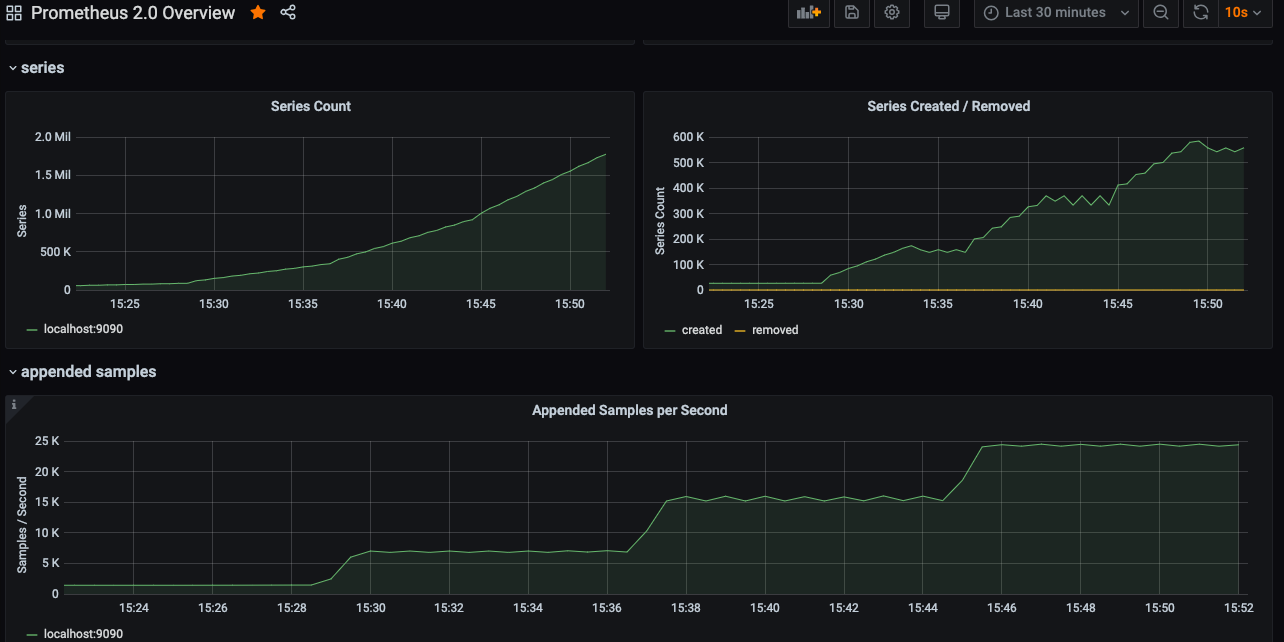 Prometheus 2.0 Overview
Last 30 minutes
10s
series
Series Count
2.0 Mil
1.5 Mil
1.0 Mil
500 K
0
Series
15:25 15:30 15:35 15:40 15:45 15:50
localhost:9090
Series Created / Removed
600 K
500 K
400 K
300 K
200 K
100 K
0
Series Count
15:25 15:30 15:35 15:40 15:45 15:50
created removed
appended samples
i
Appended Samples per Second
25 K
20 K
15 K
10 K
5 K
0
Samples / Second
15:24 15:26 15:28 15:30 15:32 15:34 15:36 15:38 15:40 15:42 15:44 15:46 15:48 15:50 15:52
localhost:9090